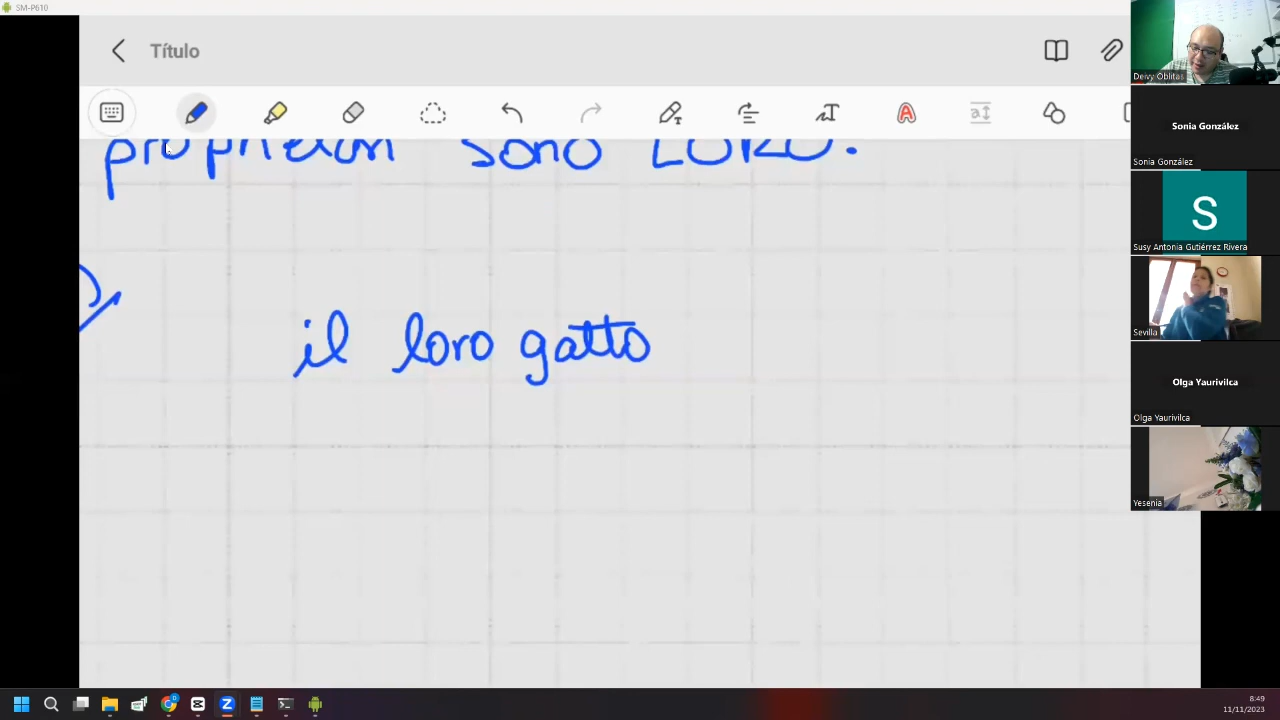 SM-P610
Título
proprietari sono LORO.
il loro gatto
Deivy Oblitas
Sonia González
Sonia González
S
Susy Antonia Gutiérrez Rivera
Sevilla
Olga Yaurivilca
Olga Yaurivilca
Yesenia
8:49
11/11/2023